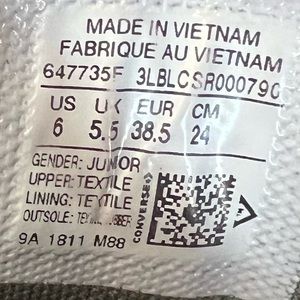 MADE IN VIETNAM
FABRIQUE AU VIETNAM
647735F 3LBLCSR000790
US UK EUR CM
6 5.5 38.5 24
GENDER: JUNIOR
UPPER: TEXTILE
LINING: TEXTILE
OUTSOLE:
CONVERSE
9A 1811 M88